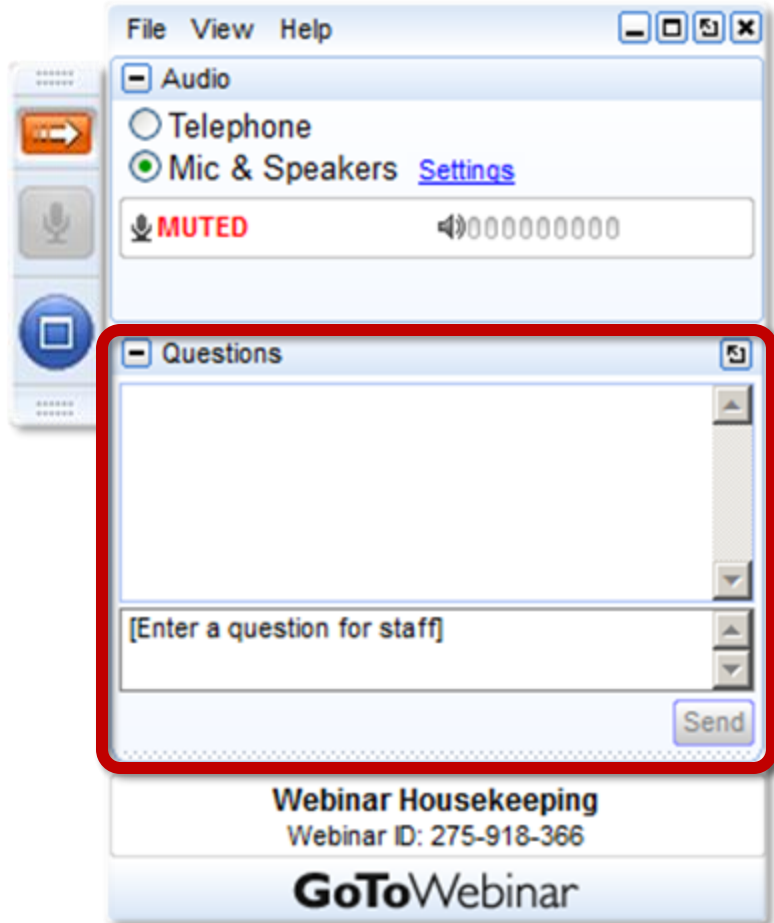 File View Help
Audio
Telephone
Mic & Speakers Settings
MUTED 000000000
Questions
[Enter a question for staff]
Send
Webinar Housekeeping
Webinar ID: 275-918-366
GoToWebinar